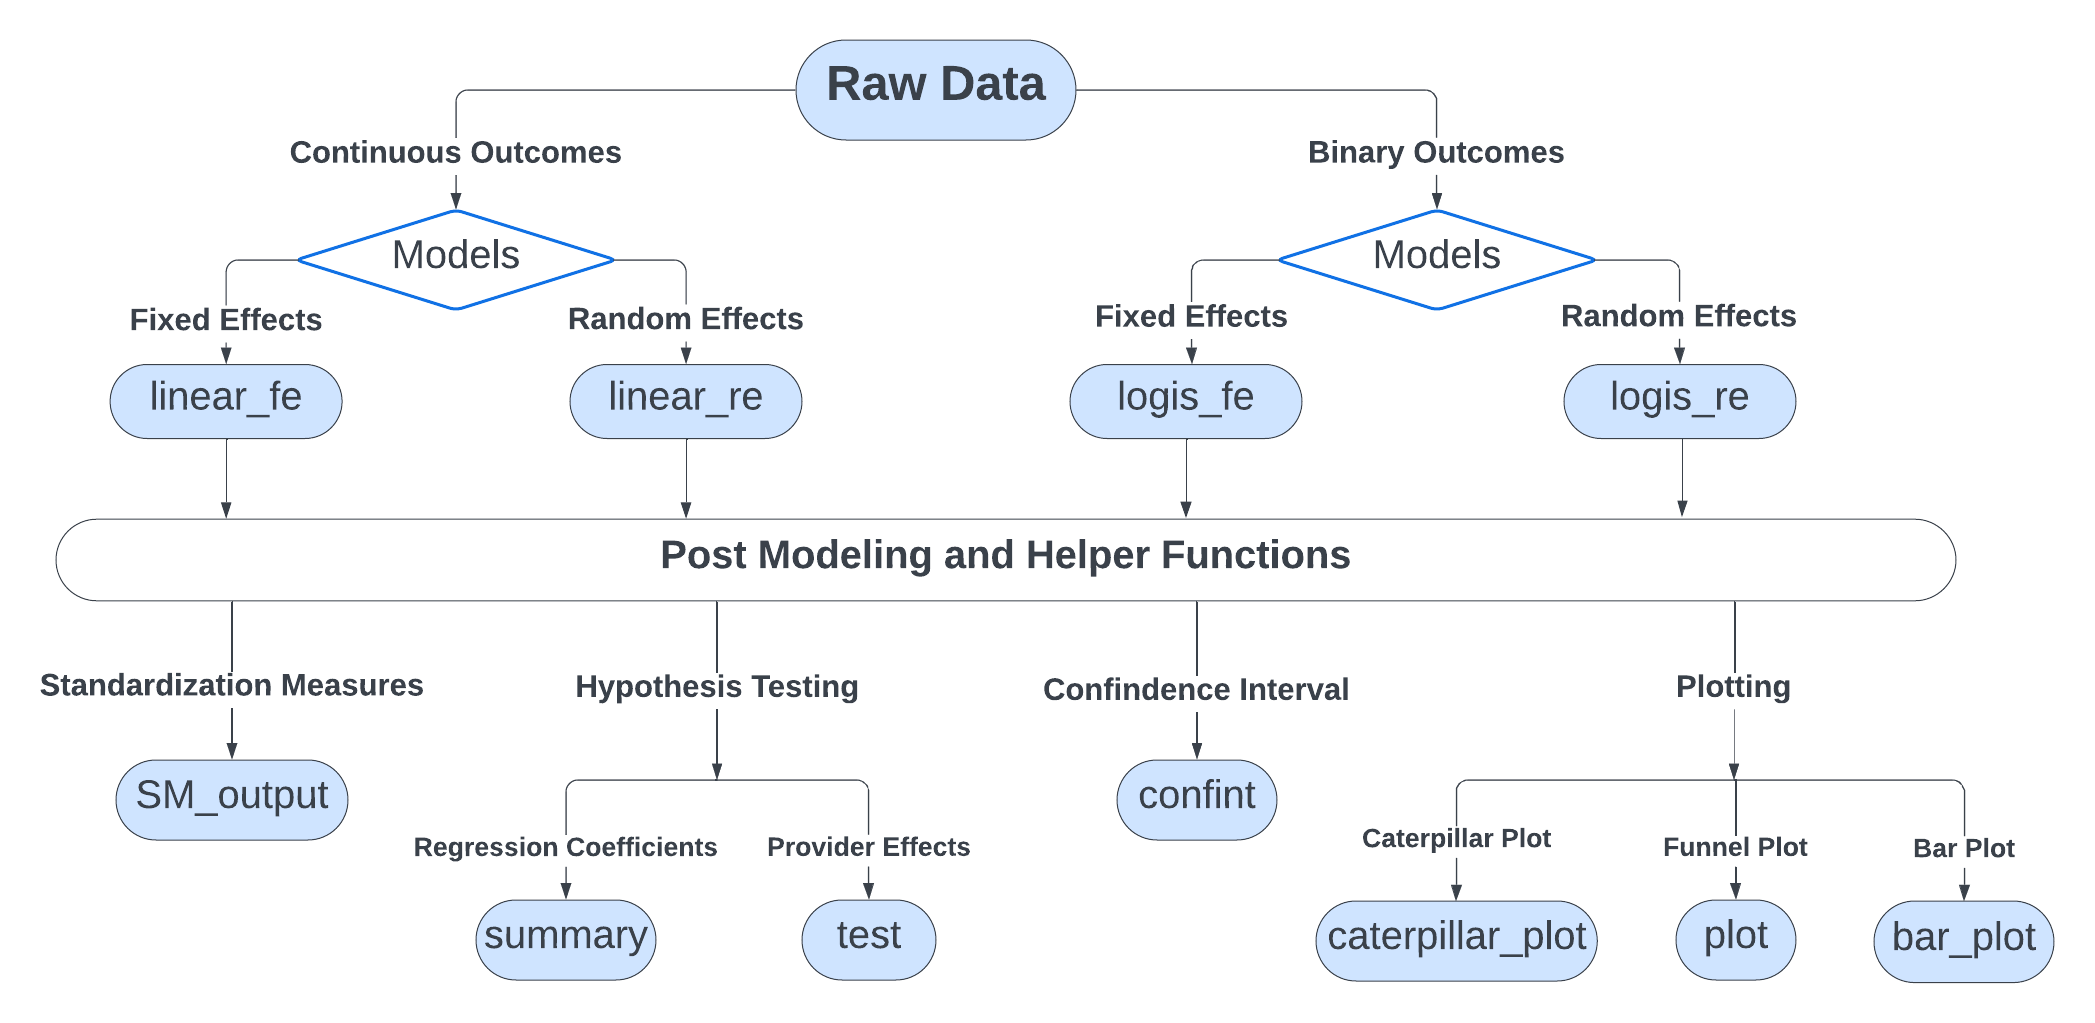 Raw Data
Continuous Outcomes
Binary Outcomes
Models
Models
Fixed Effects
Random Effects
Fixed Effects
Random Effects
linear_fe
linear_re
logis_fe
logis_re
Post Modeling and Helper Functions
Standardization Measures
Hypothesis Testing
Confindence Interval
Plotting
SM_output
confint
Regression Coefficients
Provider Effects
Caterpillar Plot
Funnel Plot
Bar Plot
summary
test
caterpillar_plot
plot
bar_plot